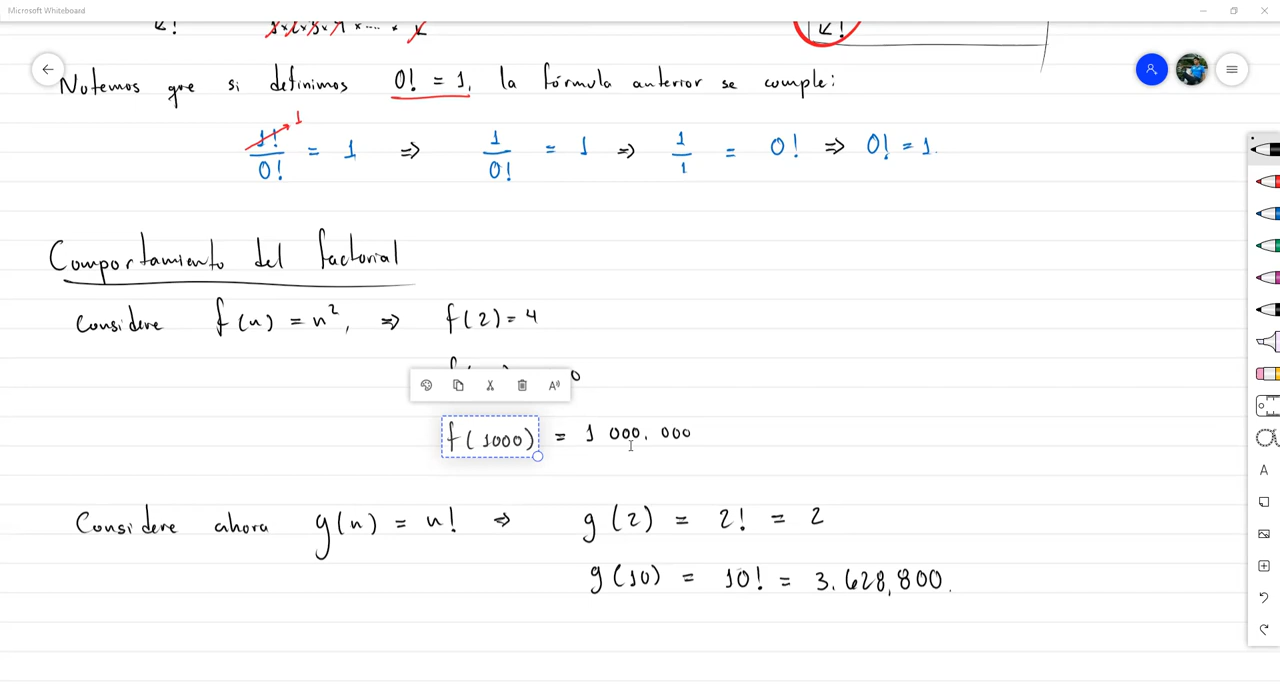 Microsoft Whiteboard
Notemos que si definimos 0! = 1, la fórmula anterior se cumple:
1! 1 / 0! = 1 ⇒ 1 / 0! = 1 ⇒ 1 / 1 = 0! ⇒ 0! = 1.
Comportamiento del factorial
Considere f(n) = n², ⇒ f(2) = 4
f(1000) = 1 000. 000
Considere ahora g(n) = n! ⇒ g(2) = 2! = 2
g(10) = 10! = 3.628,800.
A